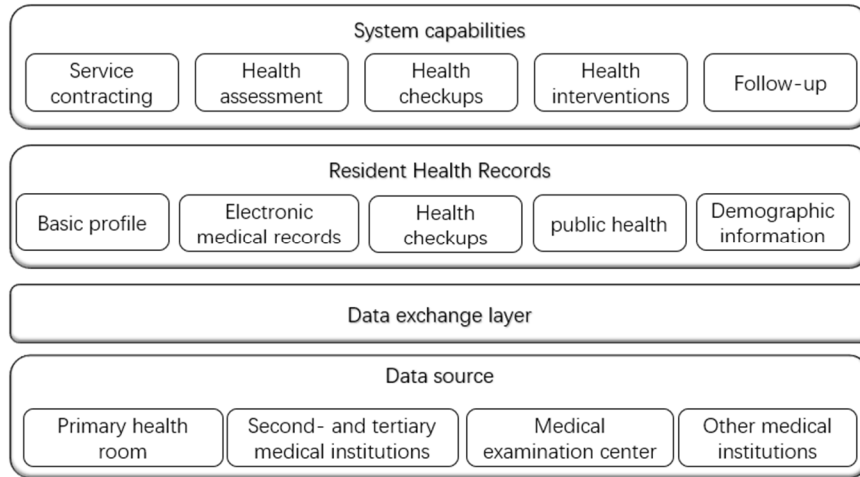 System capabilities
Service
contracting
Health
assessment
Health
checkups
Health
interventions
Follow-up
Resident Health Records
Basic profile
Electronic
medical records
Health
checkups
public health
Demographic
information
Data exchange layer
Data source
Primary health
room
Second- and tertiary
medical institutions
Medical
examination center
Other medical
institutions